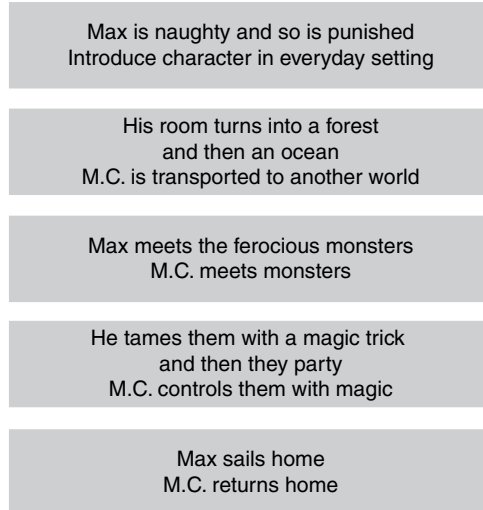 Max is naughty and so is punished
Introduce character in everyday setting
His room turns into a forest
and then an ocean
M.C. is transported to another world
Max meets the ferocious monsters
M.C. meets monsters
He tames them with a magic trick
and then they party
M.C. controls them with magic
Max sails home
M.C. returns home